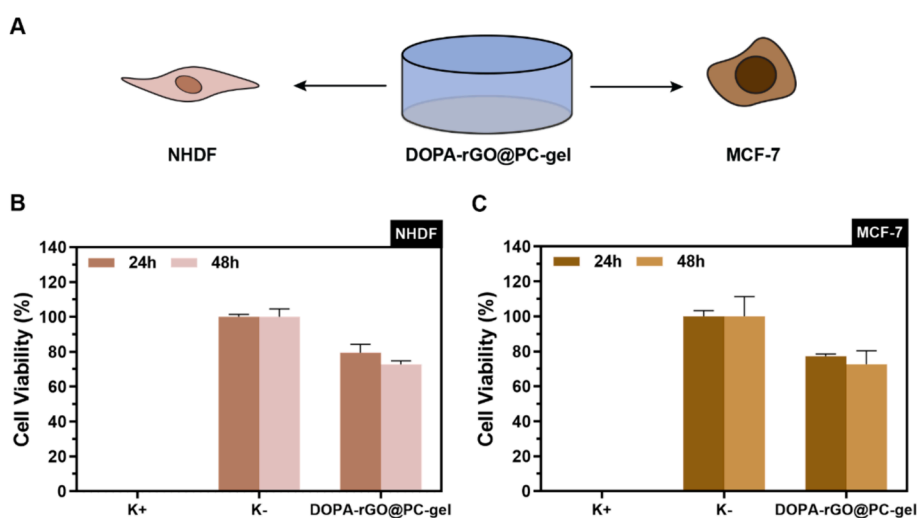 A
NHDF
DOPA-rGO@PC-gel
MCF-7
B
NHDF
24h 48h
Cell Viability (%)
140
120
100
80
60
40
20
0
K+ K- DOPA-rGO@PC-gel
C
MCF-7
24h 48h
Cell Viability (%)
140
120
100
80
60
40
20
0
K+ K- DOPA-rGO@PC-gel